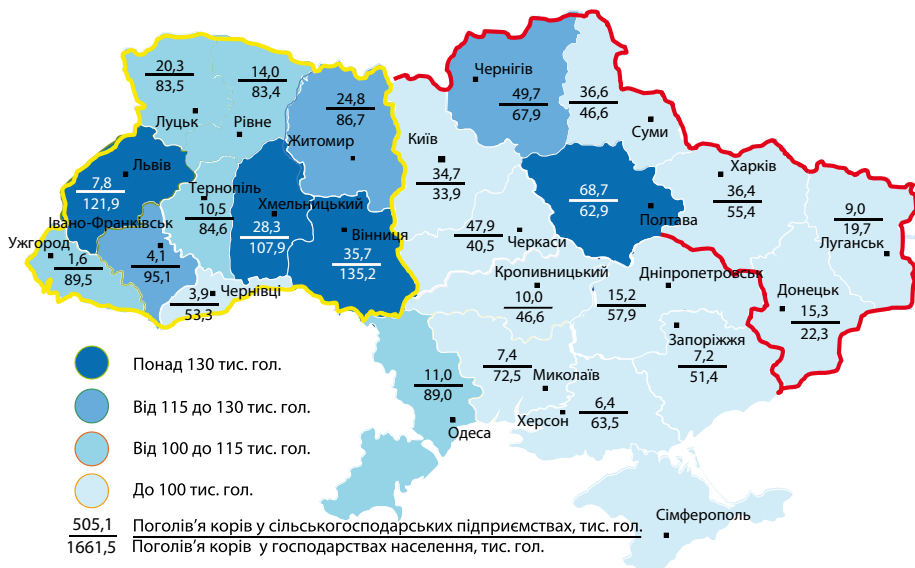 20,3
83,5
Луцьк
14,0
83,4
Рівне
24,8
86,7
Житомир
Київ
34,7
33,9
Чернігів
49,7
67,9
36,6
46,6
Суми
Львів
7,8
121,9
Тернопіль
10,5
84,6
Хмельницький
28,3
107,9
Вінниця
35,7
135,2
Івано-Франківськ
4,1
95,1
Ужгород
1,6
89,5
3,9
53,3
Чернівці
47,9
40,5
Черкаси
68,7
62,9
Полтава
Харків
36,4
55,4
9,0
19,7
Луганськ
Кропивницький
10,0
46,6
Дніпропетровськ
15,2
57,9
Донецьк
15,3
22,3
Запоріжжя
7,2
51,4
7,4
72,5
Миколаїв
11,0
89,0
Одеса
Херсон
6,4
63,5
Сімферополь
Понад 130 тис. гол.
Від 115 до 130 тис. гол.
Від 100 до 115 тис. гол.
До 100 тис. гол.
505,1 Поголів’я корів у сільськогосподарських підприємствах, тис. гол.
1661,5 Поголів’я корів у господарствах населення, тис. гол.